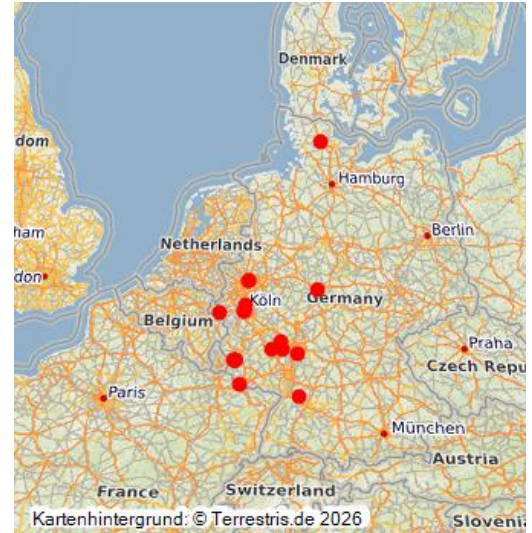 Denmark
dom
Hamburg
ham
Berlin
Netherlands
don
Köln
Germany
Belgium
Praha
Czech Repu
Paris
München
Austria
France
Switzerland
Sloveni
Kartenhintergrund: © Terrestris.de 2026